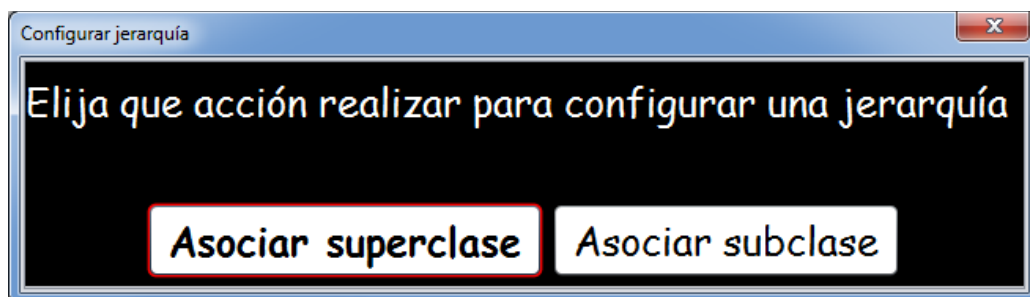 Configurar jerarquía
Elija que acción realizar para configurar una jerarquía
Asociar superclase Asociar subclase